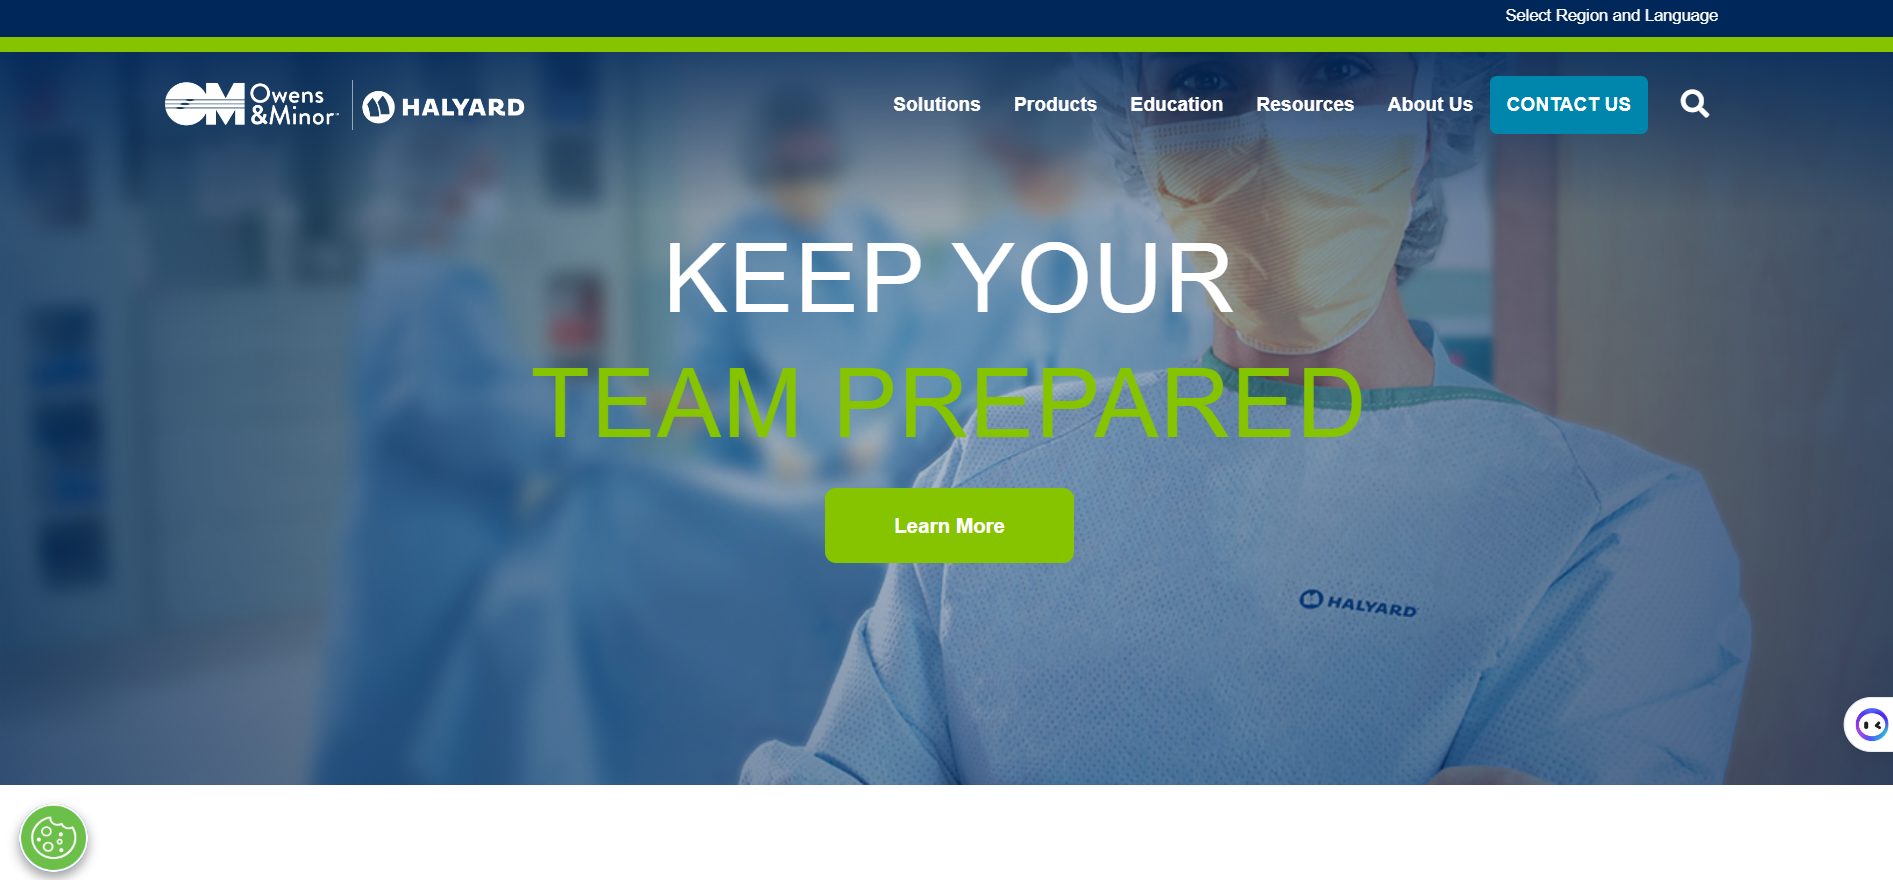 Select Region and Language
OM Owens
&Minor
HALYARD
Solutions Products Education Resources About Us CONTACT US
KEEP YOUR
TEAM PREPARED
Learn More
HALYARD